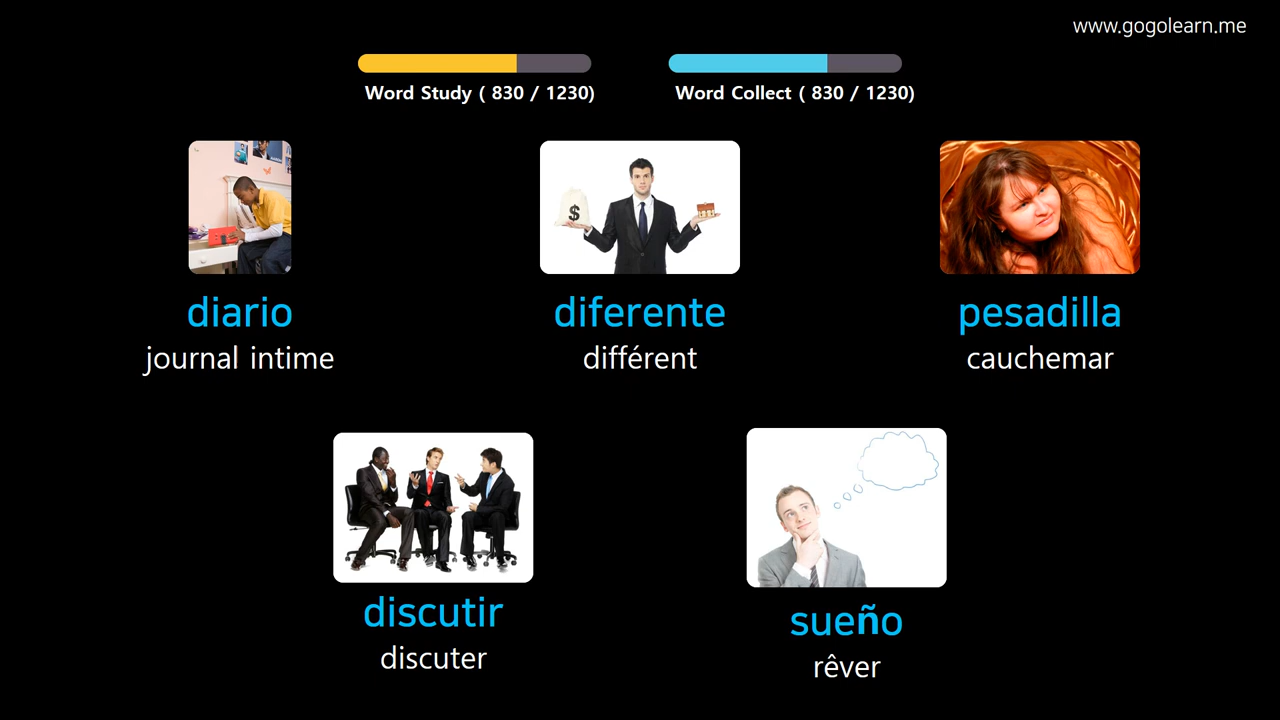 www.gogolearn.me
Word Study ( 830 / 1230)
Word Collect ( 830 / 1230)
$
diario
journal intime
diferente
différent
pesadilla
cauchemar
discutir
discuter
sueño
rêver